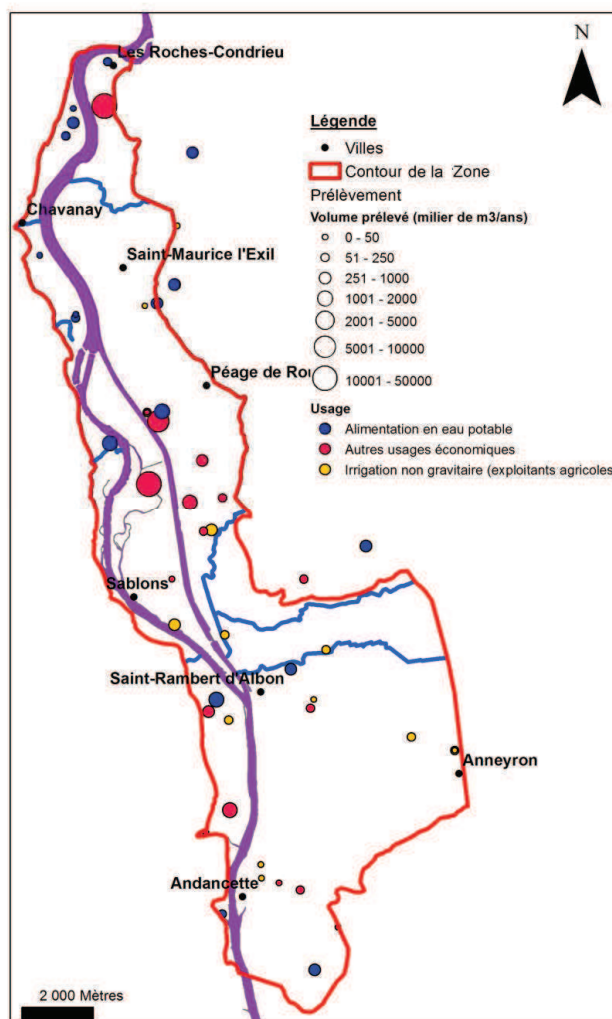 Les Roches-Condrieu
N
Légende
Villes
Contour de la Zone
Prélèvement
Volume prélevé (milier de m3/ans)
0 - 50
51 - 250
251 - 1000
1001 - 2000
2001 - 5000
5001 - 10000
10001 - 50000
Usage
Alimentation en eau potable
Autres usages économiques
Irrigation non gravitaire (exploitants agricoles
Chavanay
Saint-Maurice l'Exil
Péage de Rou
Sablons
Saint-Rambert d'Albon
Anneyron
Andancette
2 000 Mètres